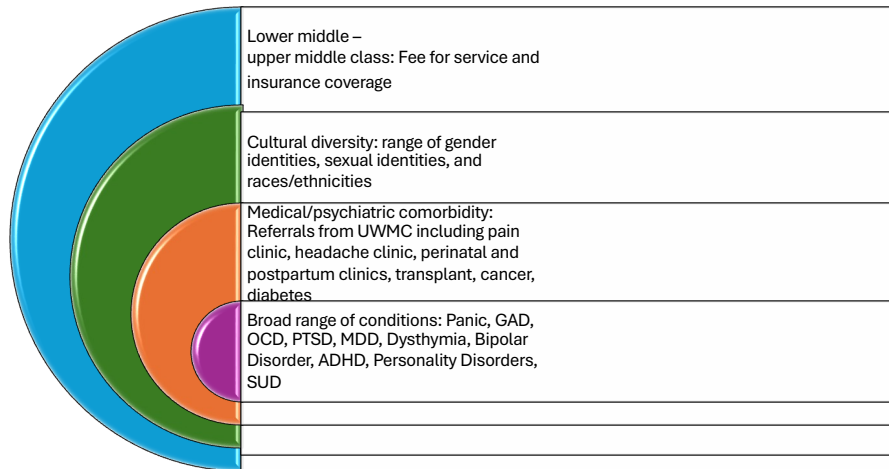 Lower middle –
upper middle class: Fee for service and
insurance coverage
Cultural diversity: range of gender
identities, sexual identities, and
races/ethnicities
Medical/psychiatric comorbidity:
Referrals from UWMC including pain
clinic, headache clinic, perinatal and
postpartum clinics, transplant, cancer,
diabetes
Broad range of conditions: Panic, GAD,
OCD, PTSD, MDD, Dysthymia, Bipolar
Disorder, ADHD, Personality Disorders,
SUD